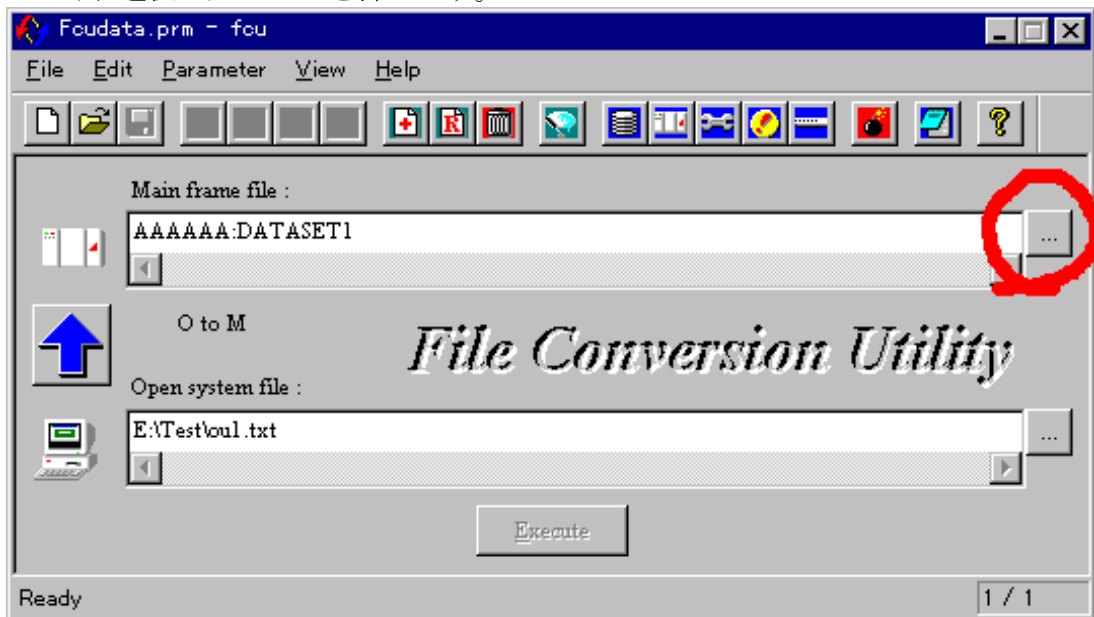 Fcudata.prm - fcu
File Edit Parameter View Help
Main frame file :
AAAAAA:DATASET1
...
O to M
File Conversion Utility
Open system file :
E:\Test\ou1.txt
...
Execute
Ready
1 / 1